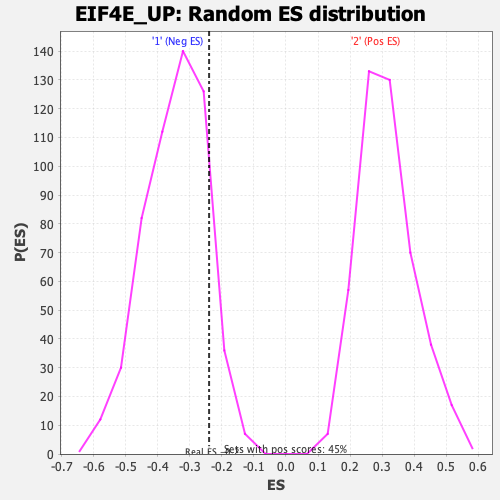 EIF4E_UP: Random ES distribution
'1' (Neg ES)
'2' (Pos ES)
140
130
120
110
100
90
80
70
60
50
40
30
20
10
0
P(ES)
Sets with pos scores: 45%
Real ES
-0.7 -0.6 -0.5 -0.4 -0.3 -0.2 -0.1 0.0 0.1 0.2 0.3 0.4 0.5 0.6
ES